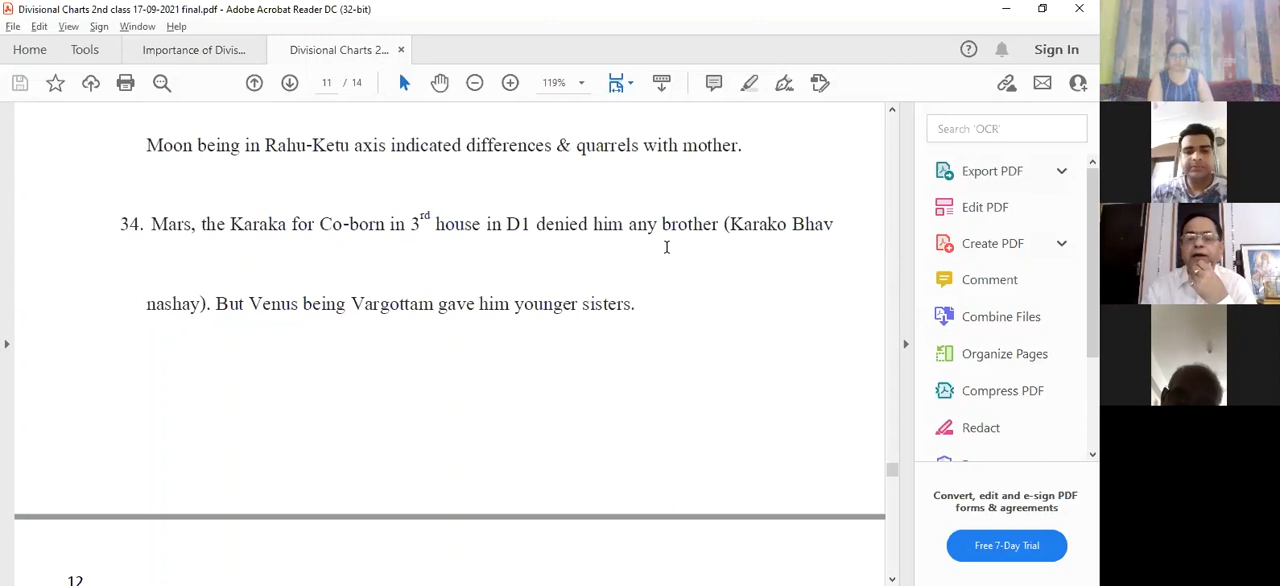 Divisional Charts 2nd class 17-09-2021 final.pdf - Adobe Acrobat Reader DC (32-bit)
File Edit View Sign Window Help
Home Tools Importance of Divis... Divisional Charts 2... × Sign In
11 / 14 119%
Moon being in Rahu-Ketu axis indicated differences & quarrels with mother.
34. Mars, the Karaka for Co-born in 3rd house in D1 denied him any brother (Karako Bhav
nashay). But Venus being Vargottam gave him younger sisters.
12
Search 'OCR'
Export PDF
Edit PDF
Create PDF
Comment
Combine Files
Organize Pages
Compress PDF
Redact
Convert, edit and e-sign PDF
forms & agreements
Free 7-Day Trial